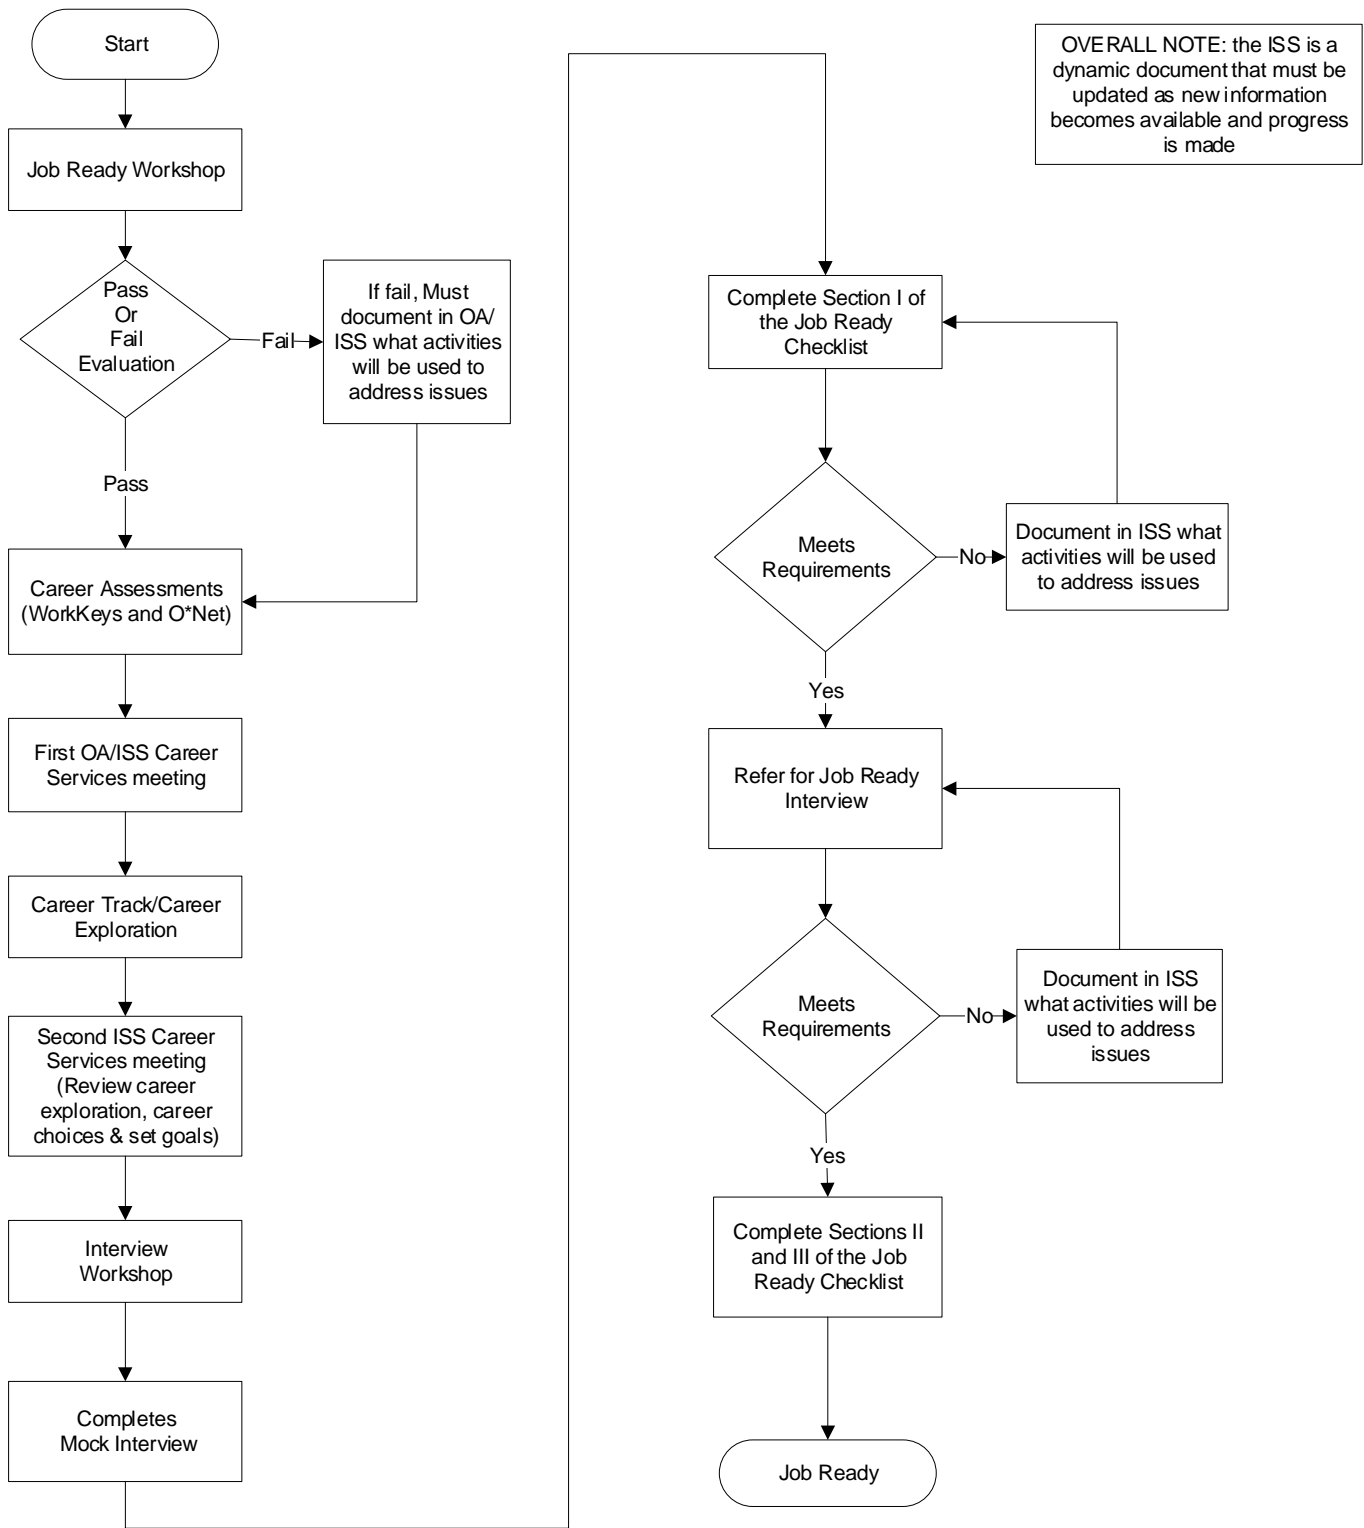 Start
Job Ready Workshop
Pass
Or
Fail
Evaluation
Fail
If fail, Must
document in OA/
ISS what activities
will be used to
address issues
Pass
Career Assessments
(WorkKeys and O*Net)
First OA/ISS Career
Services meeting
Career Track/Career
Exploration
Second ISS Career
Services meeting
(Review career
exploration, career
choices & set goals)
Interview
Workshop
Completes
Mock Interview
OVERALL NOTE: the ISS is a
dynamic document that must be
updated as new information
becomes available and progress
is made
Complete Section I of
the Job Ready
Checklist
Meets
Requirements
No
Document in ISS what
activities will be used
to address issues
Yes
Refer for Job Ready
Interview
Meets
Requirements
No
Document in ISS
what activities will be
used to address
issues
Yes
Complete Sections II
and III of the Job
Ready Checklist
Job Ready